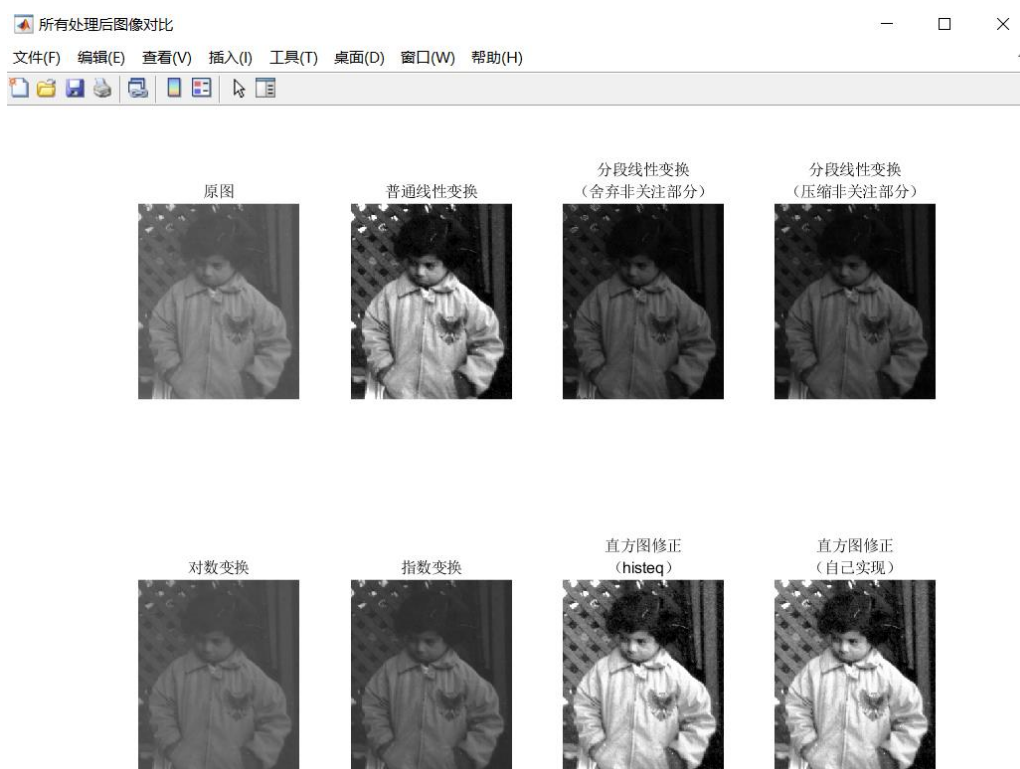 所有处理后图像对比
文件(F) 编辑(E) 查看(V) 插入(I) 工具(T) 桌面(D) 窗口(W) 帮助(H)
原图
普通线性变换
分段线性变换
（舍弃非关注部分）
分段线性变换
（压缩非关注部分）
对数变换
指数变换
直方图修正
（histeq）
直方图修正
（自己实现）